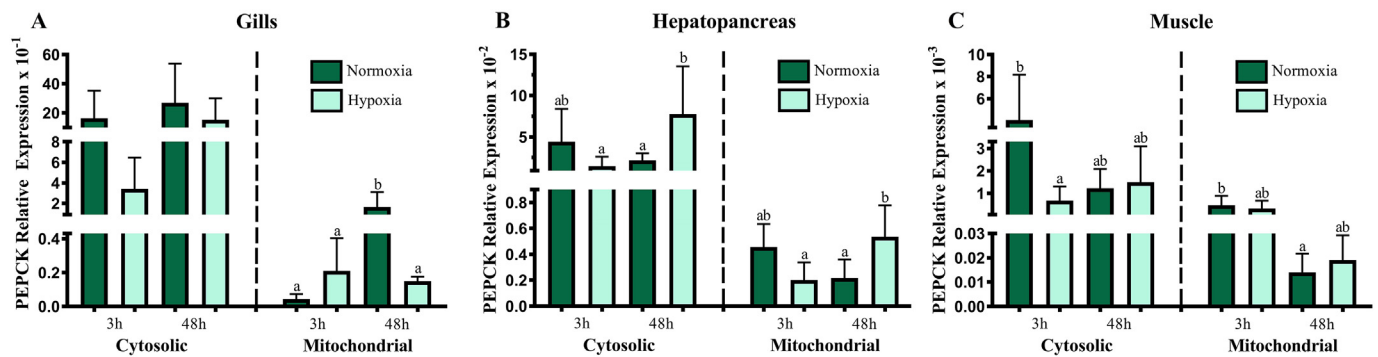 A
Gills
PEPCK Relative Expression x 10-1
60
40
20
8
6
4
2
0.4
0.2
0.0
Normoxia
Hypoxia
a
a
b
a
3h
48h
3h
48h
Cytosolic
Mitochondrial
B
Hepatopancreas
PEPCK Relative Expression x 10-2
15
10
5
0.8
0.6
0.4
0.2
0.0
Normoxia
Hypoxia
ab
a
a
b
ab
a
a
b
3h
48h
3h
48h
Cytosolic
Mitochondrial
C
Muscle
PEPCK Relative Expression x 10-3
10
8
6
3
2
1
0.03
0.02
0.01
0.00
Normoxia
Hypoxia
b
a
ab
ab
b
ab
a
ab
3h
48h
3h
48h
Cytosolic
Mitochondrial